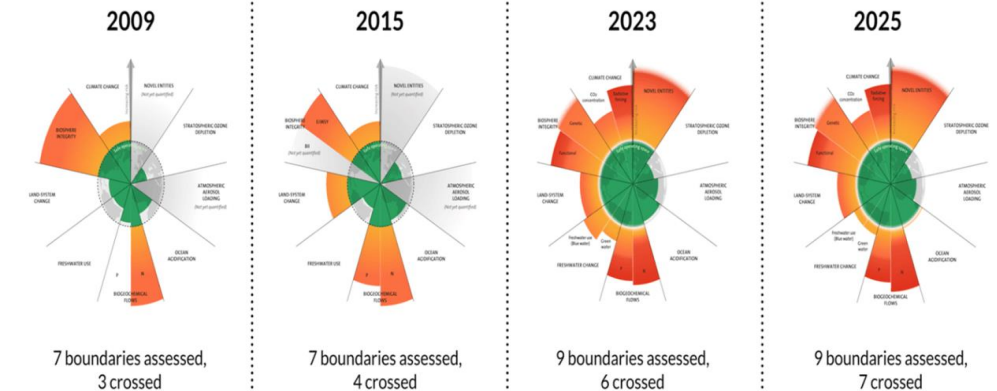 2009
CLIMATE CHANGE
NOVEL ENTITIES
(Not yet quantified)
BIOSPHERE
INTEGRITY
STRATOSPHERIC OZONE
DEPLETION
LAND-SYSTEM
CHANGE
ATMOSPHERIC
AEROSOL
LOADING
(Not yet quantified)
FRESHWATER USE
OCEAN
ACIDIFICATION
P
N
BIOGEOCHEMICAL
FLOWS
7 boundaries assessed,
3 crossed
2015
CLIMATE CHANGE
NOVEL ENTITIES
(Not yet quantified)
BIOSPHERE
INTEGRITY
E/MSY
BII
(Not yet quantified)
STRATOSPHERIC OZONE
DEPLETION
LAND-SYSTEM
CHANGE
ATMOSPHERIC
AEROSOL
LOADING
(Not yet quantified)
FRESHWATER USE
OCEAN
ACIDIFICATION
P
N
BIOGEOCHEMICAL
FLOWS
7 boundaries assessed,
4 crossed
2023
CLIMATE CHANGE
CO₂
concentration
Radiative
forcing
NOVEL ENTITIES
BIOSPHERE
INTEGRITY
Genetic
Functional
STRATOSPHERIC OZONE
DEPLETION
LAND-SYSTEM
CHANGE
ATMOSPHERIC
AEROSOL
LOADING
Freshwater use
(Blue water)
Green
water
FRESHWATER CHANGE
OCEAN
ACIDIFICATION
P
N
BIOGEOCHEMICAL
FLOWS
9 boundaries assessed,
6 crossed
2025
CLIMATE CHANGE
CO₂
concentration
Radiative
forcing
NOVEL ENTITIES
BIOSPHERE
INTEGRITY
Genetic
Functional
STRATOSPHERIC OZONE
DEPLETION
LAND-SYSTEM
CHANGE
ATMOSPHERIC
AEROSOL
LOADING
Freshwater use
(Blue water)
Green
water
FRESHWATER CHANGE
OCEAN
ACIDIFICATION
P
N
BIOGEOCHEMICAL
FLOWS
9 boundaries assessed,
7 crossed